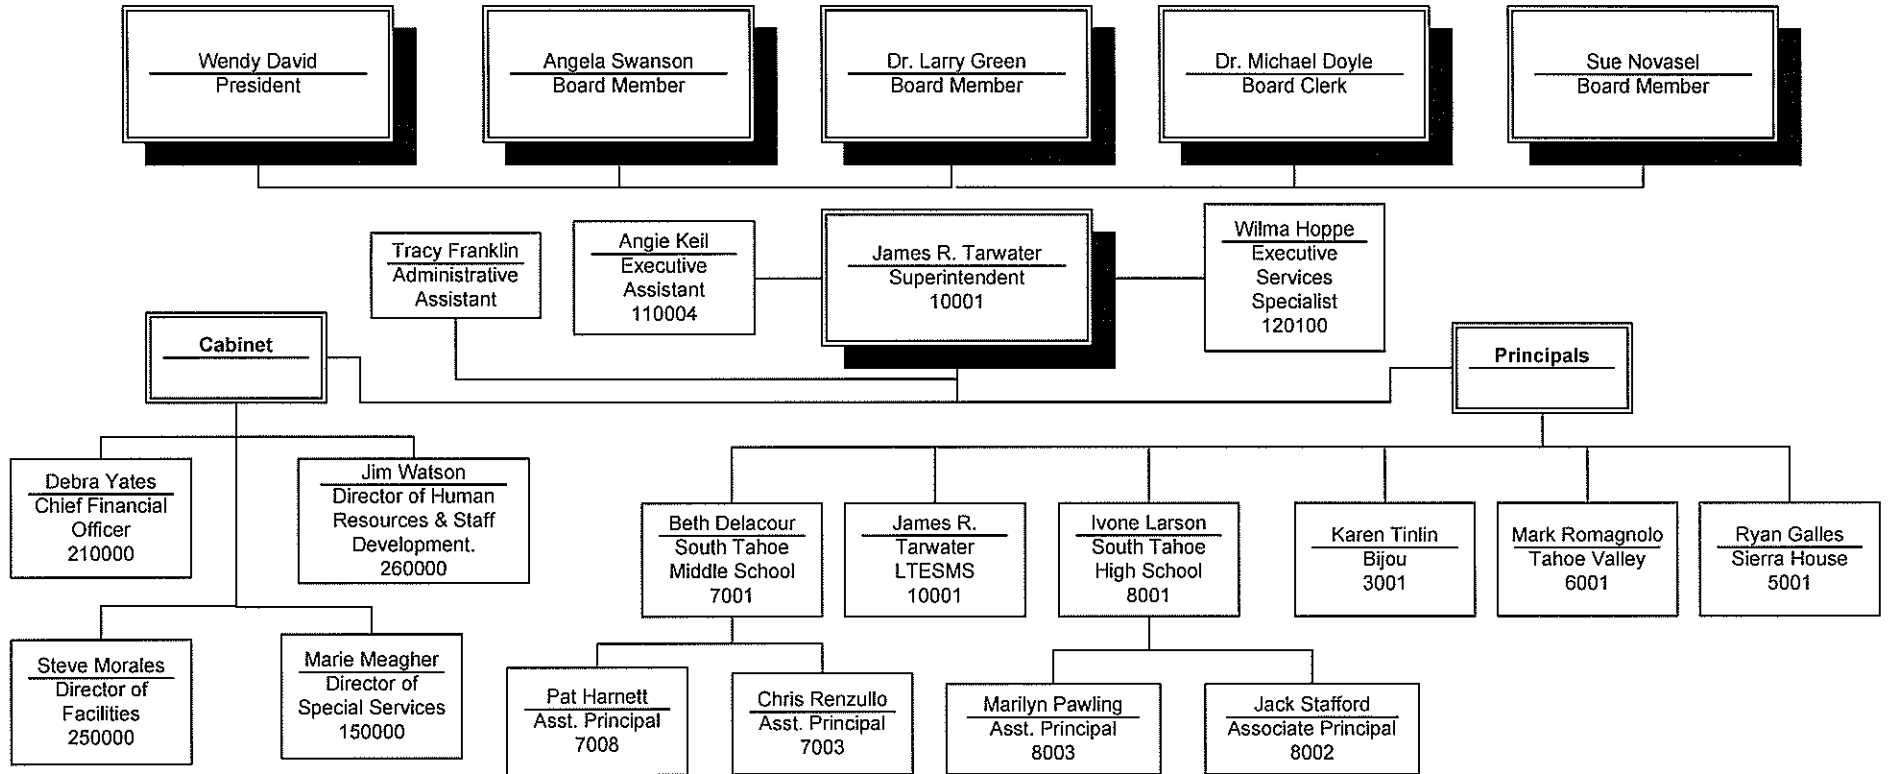 Wendy David
President
Angela Swanson
Board Member
Dr. Larry Green
Board Member
Dr. Michael Doyle
Board Clerk
Sue Novasel
Board Member
Tracy Franklin
Administrative
Assistant
Angie Keil
Executive
Assistant
110004
James R. Tarwater
Superintendent
10001
Wilma Hoppe
Executive
Services
Specialist
120100
Cabinet
Principals
Debra Yates
Chief Financial
Officer
210000
Jim Watson
Director of Human
Resources & Staff
Development.
260000
Steve Morales
Director of
Facilities
250000
Marie Meagher
Director of
Special Services
150000
Beth Delacour
South Tahoe
Middle School
7001
James R.
Tarwater
LTESMS
10001
Ivone Larson
South Tahoe
High School
8001
Karen Tinlin
Bijou
3001
Mark Romagnolo
Tahoe Valley
6001
Ryan Galles
Sierra House
5001
Pat Harnett
Asst. Principal
7008
Chris Renzullo
Asst. Principal
7003
Marilyn Pawling
Asst. Principal
8003
Jack Stafford
Associate Principal
8002